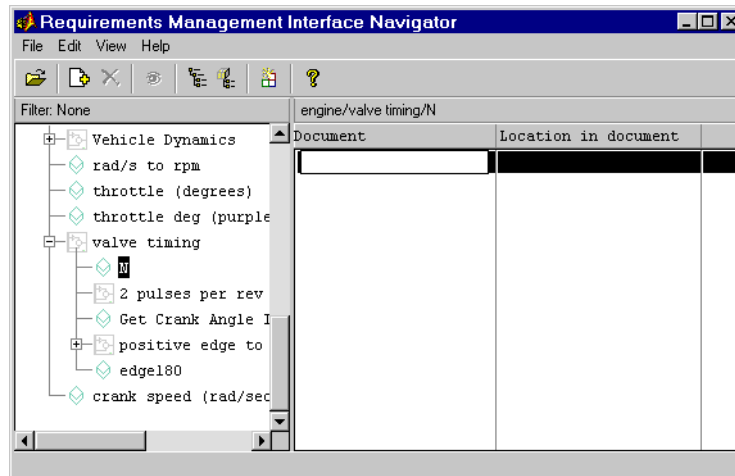 Requirements Management Interface Navigator
File Edit View Help
Filter: None
engine/valve timing/N
Document
Location in document
Vehicle Dynamics
rad/s to rpm
throttle (degrees)
throttle deg (purple
valve timing
N
2 pulses per rev
Get Crank Angle I
positive edge to
edge180
crank speed (rad/sec